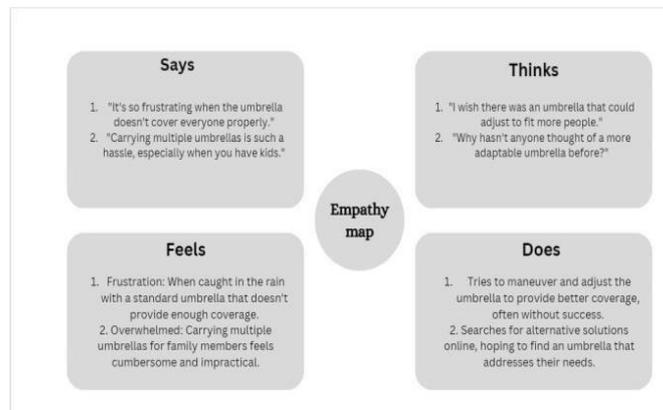 Says
1. "It's so frustrating when the umbrella
doesn't cover everyone properly."
2. "Carrying multiple umbrellas is such a
hassle, especially when you have kids."
Thinks
1. "I wish there was an umbrella that could
adjust to fit more people."
2. "Why hasn't anyone thought of a more
adaptable umbrella before?"
Empathy
map
Feels
1. Frustration: When caught in the rain
with a standard umbrella that doesn't
provide enough coverage.
2. Overwhelmed: Carrying multiple
umbrellas for family members feels
cumbersome and impractical.
Does
1. Tries to maneuver and adjust the
umbrella to provide better coverage,
often without success.
2. Searches for alternative solutions
online, hoping to find an umbrella that
addresses their needs.